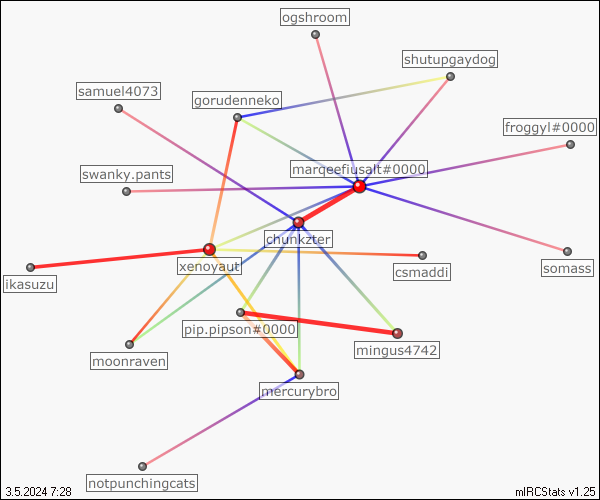 ogshroom
shutupgaydog
samuel4073
gorudenneko
froggyl#0000
marqeefiusalt#0000
swanky.pants
chunkzter
xenoyaut
csmaddi
somass
ikasuzu
pip.pipson#0000
mingus4742
moonraven
mercurybro
notpunchingcats
3.5.2024 7:28
mIRCStats v1.25